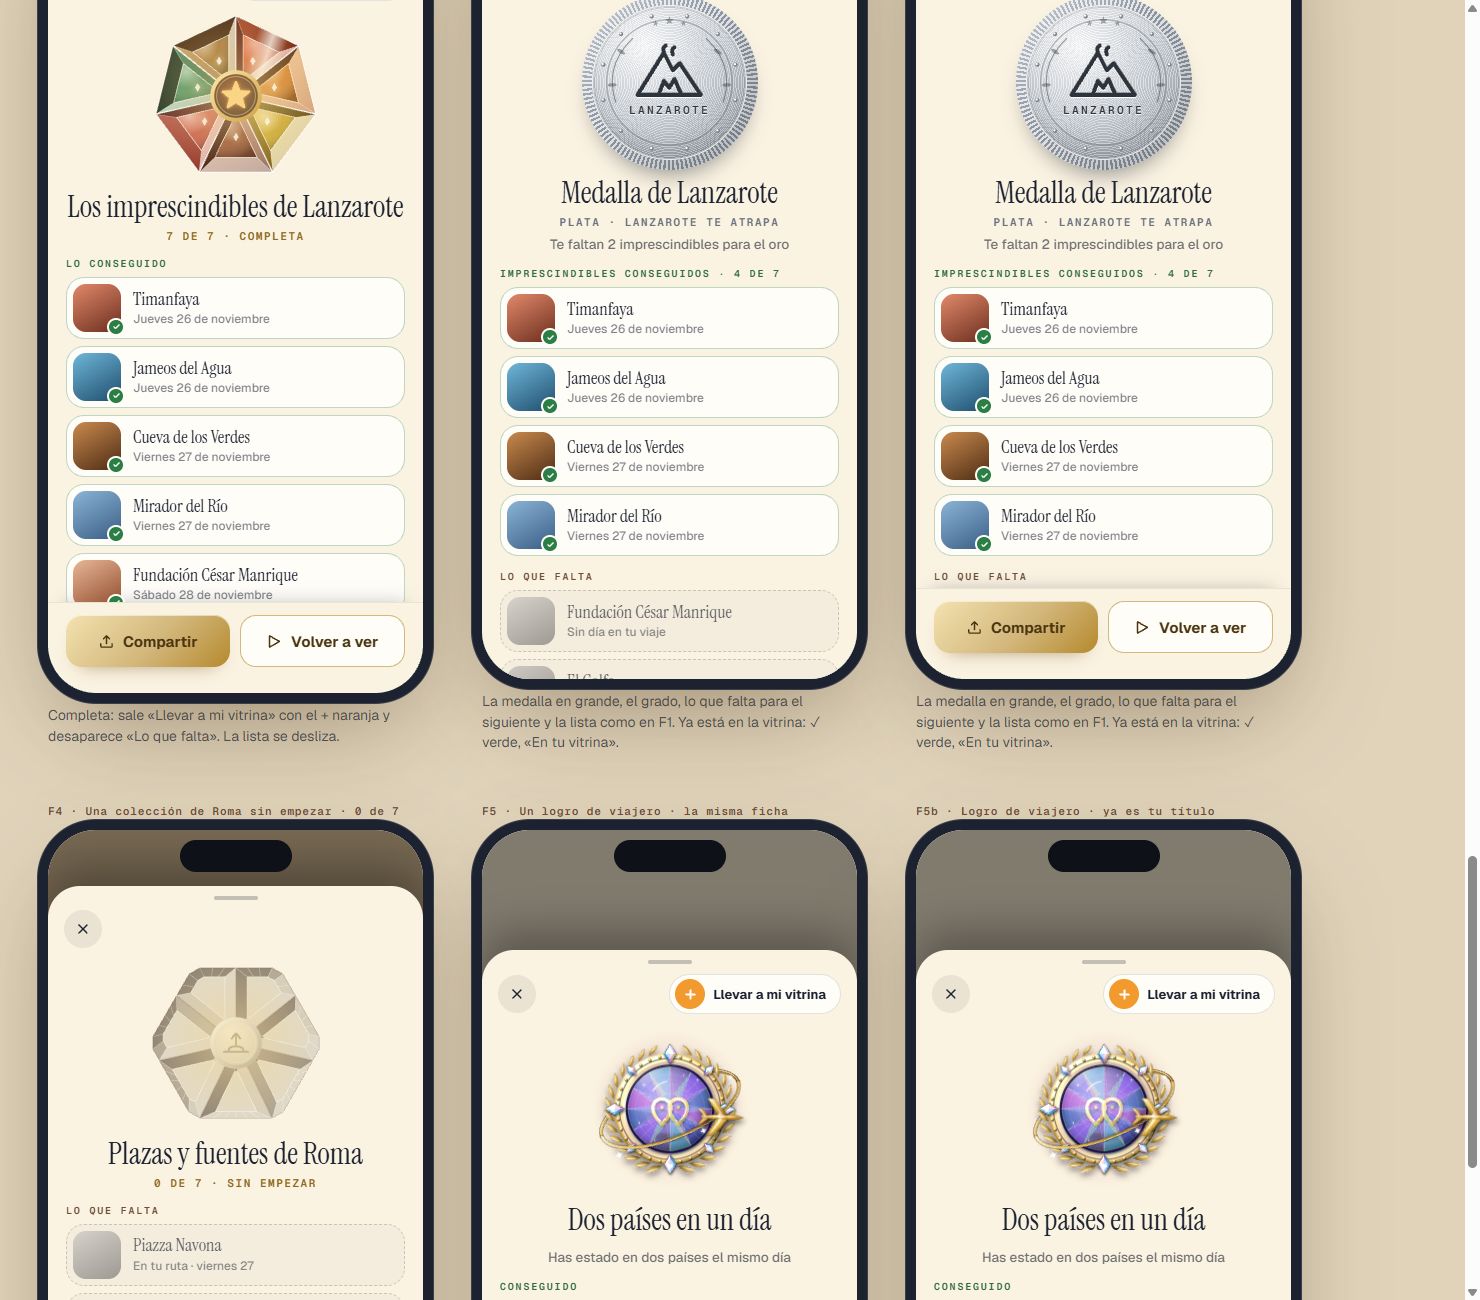 Los imprescindibles de Lanzarote
7 DE 7 · COMPLETA
LO CONSEGUIDO
Timanfaya
Jueves 26 de noviembre
Jameos del Agua
Jueves 26 de noviembre
Cueva de los Verdes
Viernes 27 de noviembre
Mirador del Río
Viernes 27 de noviembre
Fundación César Manrique
Sábado 28 de noviembre
Compartir
Volver a ver
Completa: sale «Llevar a mi vitrina» con el + naranja y
desaparece «Lo que falta». La lista se desliza.
LANZAROTE
Medalla de Lanzarote
PLATA · LANZAROTE TE ATRAPA
Te faltan 2 imprescindibles para el oro
IMPRESCINDIBLES CONSEGUIDOS · 4 DE 7
Timanfaya
Jueves 26 de noviembre
Jameos del Agua
Jueves 26 de noviembre
Cueva de los Verdes
Viernes 27 de noviembre
Mirador del Río
Viernes 27 de noviembre
LO QUE FALTA
Fundación César Manrique
Sin día en tu viaje
El Golfo
La medalla en grande, el grado, lo que falta para el
siguiente y la lista como en F1. Ya está en la vitrina: ✓
verde, «En tu vitrina».
LANZAROTE
Medalla de Lanzarote
PLATA · LANZAROTE TE ATRAPA
Te faltan 2 imprescindibles para el oro
IMPRESCINDIBLES CONSEGUIDOS · 4 DE 7
Timanfaya
Jueves 26 de noviembre
Jameos del Agua
Jueves 26 de noviembre
Cueva de los Verdes
Viernes 27 de noviembre
Mirador del Río
Viernes 27 de noviembre
LO QUE FALTA
Compartir
Volver a ver
La medalla en grande, el grado, lo que falta para el
siguiente y la lista como en F1. Ya está en la vitrina: ✓
verde, «En tu vitrina».
F4 · Una colección de Roma sin empezar · 0 de 7
Plazas y fuentes de Roma
0 DE 7 · SIN EMPEZAR
LO QUE FALTA
Piazza Navona
En tu ruta · viernes 27
F5 · Un logro de viajero · la misma ficha
Llevar a mi vitrina
Dos países en un día
Has estado en dos países el mismo día
CONSEGUIDO
F5b · Logro de viajero · ya es tu título
Llevar a mi vitrina
Dos países en un día
Has estado en dos países el mismo día
CONSEGUIDO